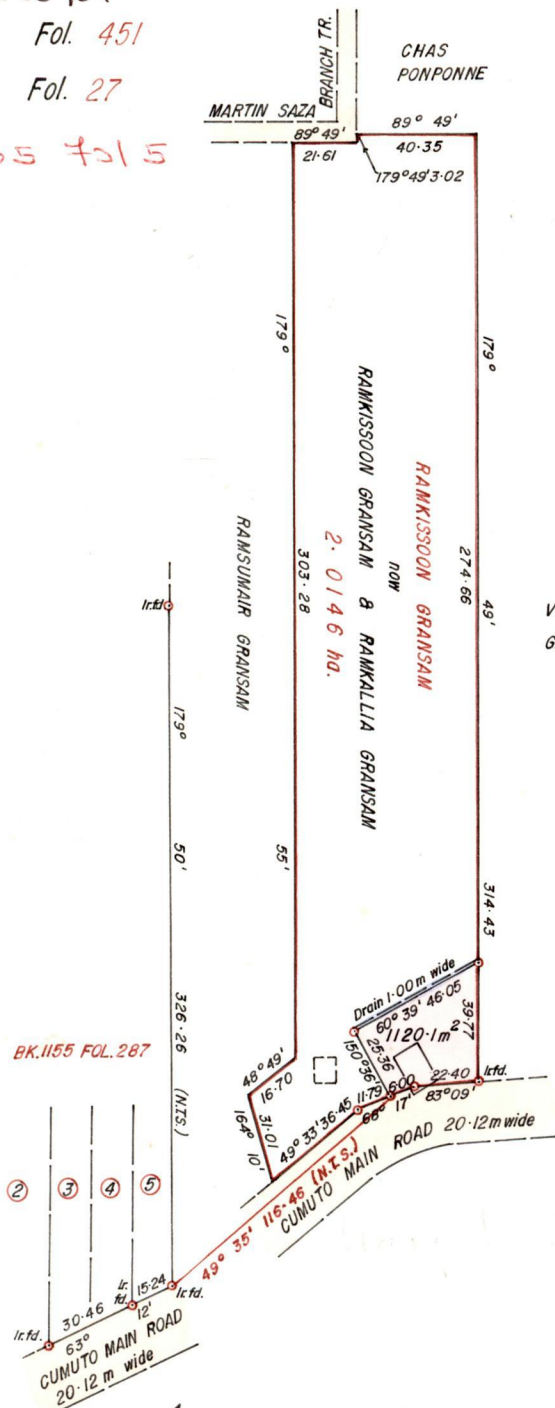 Fol. 451
Fol. 27
Fol 5
BRANCH TR.
CHAS
PONPONNE
MARTIN SAZA
89° 49'
21·61
89° 49'
40·35
179°49' 3·02
179°
303·28
55'
179°
274·66
49'
314·43
39·77
RAMKISSOON GRANSAM
now
RAMKISSOON GRANSAM & RAMKALLIA GRANSAM
2·0146 ha.
RAMSUMAIR GRANSAM
Ir.fd
179°
50'
326·26 (N.T.S.)
Drain 1·00 m wide
60° 39' 46·05
1120·1m²
25·36
150° 36'
11·79
6·00
66° 17'
22·40
83° 09'
Ir.fd.
48° 49'
16·70
31·01
164° 10'
49° 33' 36·45
49° 35' 116·46 (N.T.S.)
CUMUTO MAIN ROAD 20·12 m wide
BK.1155 FOL.287
2
3
4
5
Ir.fd.
30·46
63°
Ir.
fd.
15·24
12'
Ir.fd.
CUMUTO MAIN ROAD
20·12 m wide